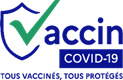 Vaccin
COVID-19
TOUS VACCINÉS, TOUS PROTÉGÉS